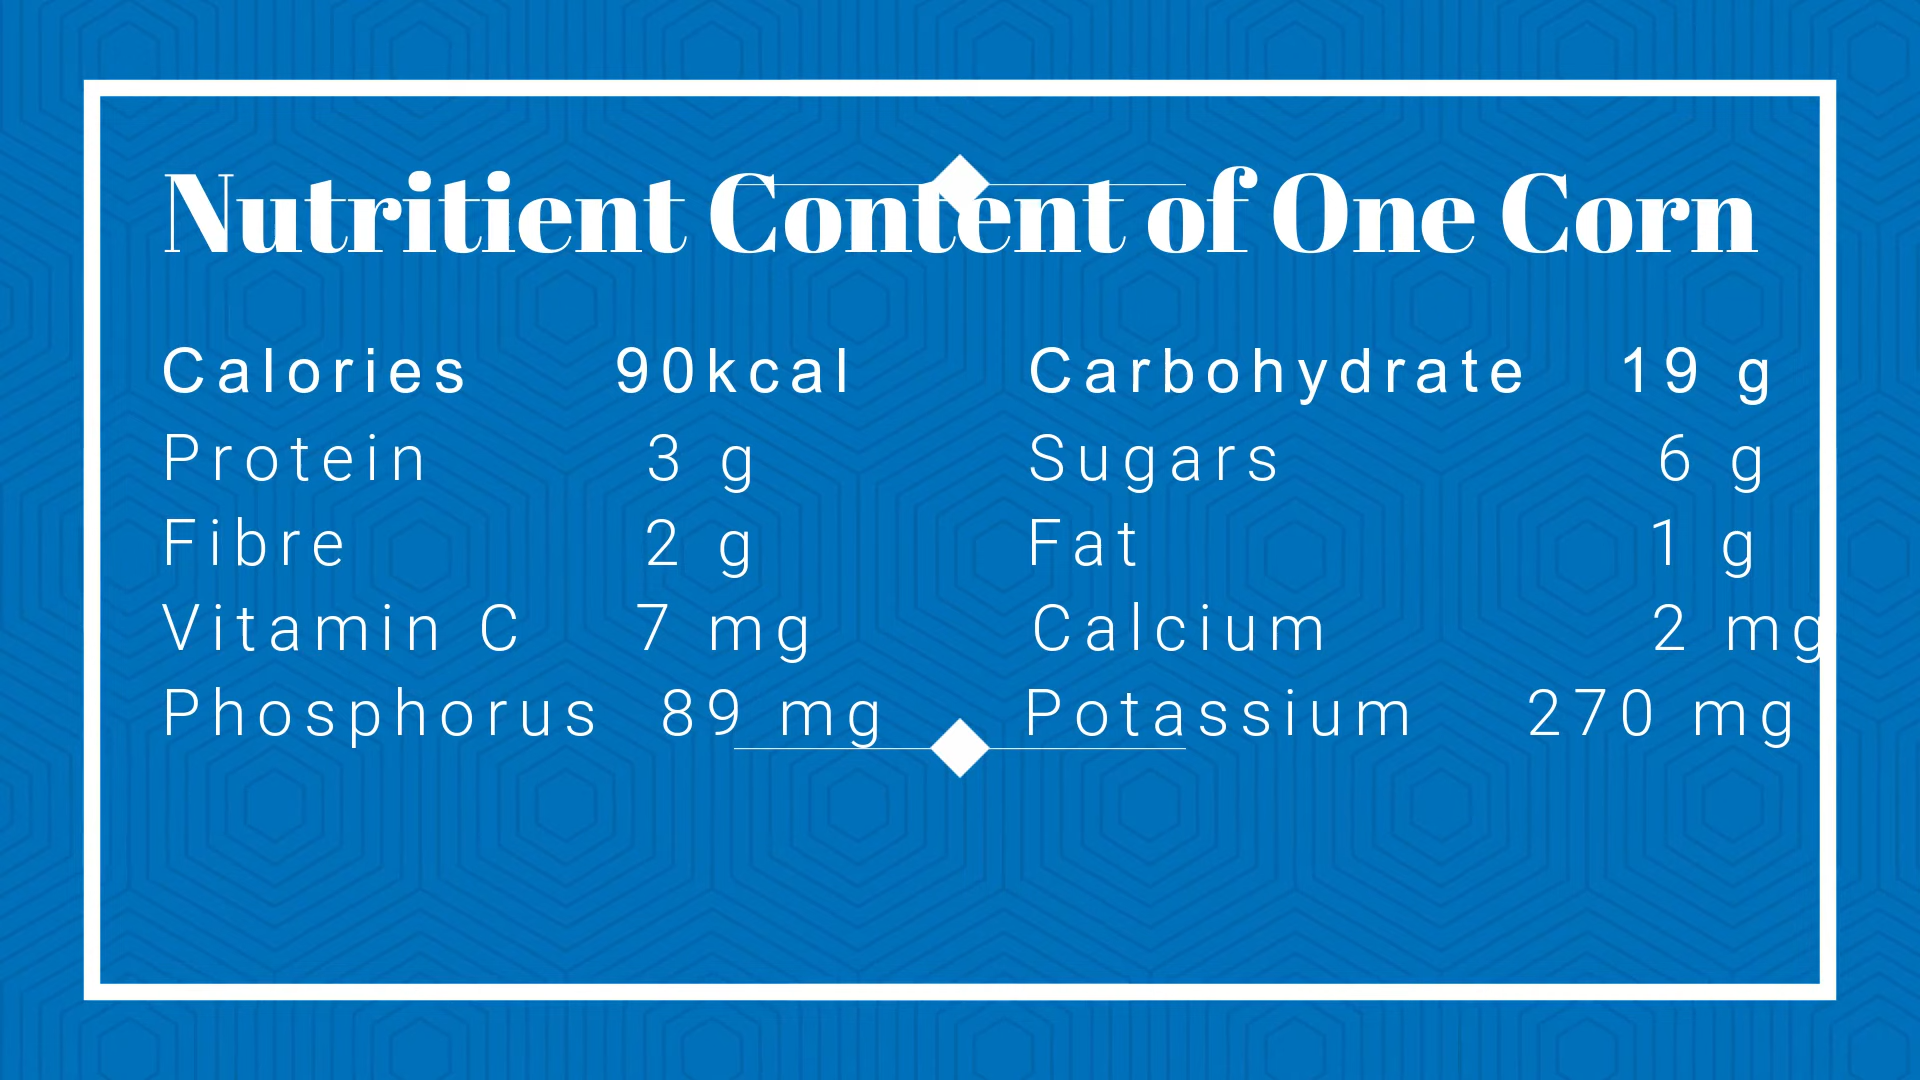 Nutritient Content of One Corn
Calories 90kcal Carbohydrate 19 g
Protein 3 g Sugars 6 g
Fibre 2 g Fat 1 g
Vitamin C 7 mg Calcium 2 mg
Phosphorus 89 mg Potassium 270 mg